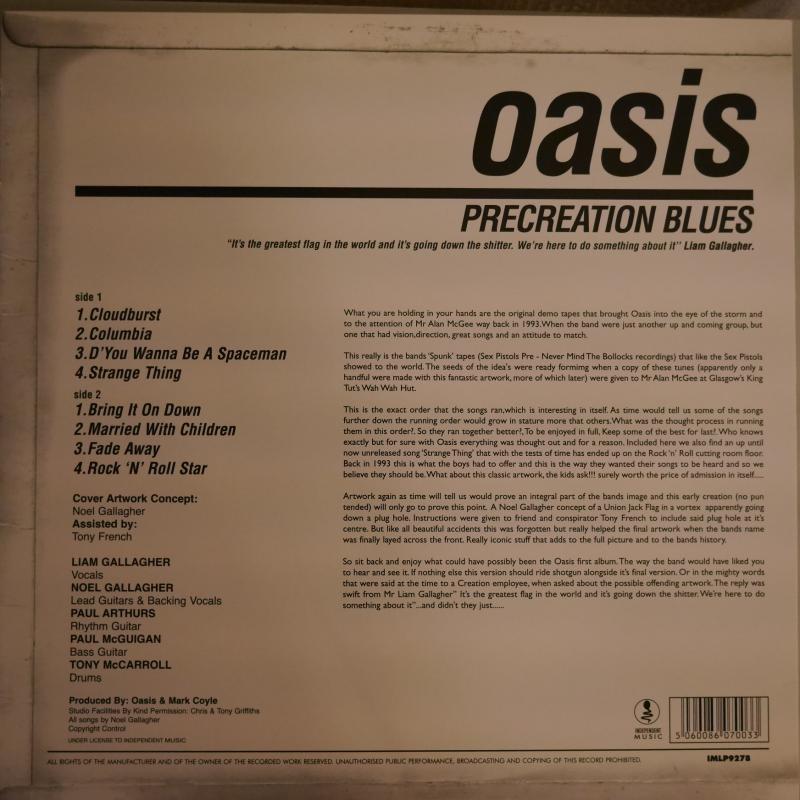 oasis
PRECREATION BLUES
"It's the greatest flag in the world and it's going down the shitter. We're here to do something about it" Liam Gallagher.
side 1
1.Cloudburst
2.Columbia
3.D'You Wanna Be A Spaceman
4.Strange Thing
side 2
1.Bring It On Down
2.Married With Children
3.Fade Away
4.Rock 'N' Roll Star
Cover Artwork Concept:
Noel Gallagher
Assisted by:
Tony French
LIAM GALLAGHER
Vocals
NOEL GALLAGHER
Lead Guitars & Backing Vocals
PAUL ARTHURS
Rhythm Guitar
PAUL McGUIGAN
Bass Guitar
TONY McCARROLL
Drums
Produced By: Oasis & Mark Coyle
Studio Facilities By Kind Permission: Chris & Tony Griffiths
All songs by Noel Gallagher
Copyright Control
UNDER LICENSE TO INDEPENDENT MUSIC
What you are holding in your hands are the original demo tapes that brought Oasis into the eye of the storm and
to the attention of Mr Alan McGee way back in 1993.When the band were just another up and coming group, but
one that had vision,direction, great songs and an attitude to match.
This really is the bands 'Spunk' tapes (Sex Pistols Pre - Never Mind The Bollocks recordings) that like the Sex Pistols
showed to the world. The seeds of the idea's were ready forming when a copy of these tunes (apparently only a
handful were made with this fantastic artwork, more of which later) were given to Mr Alan McGee at Glasgow's King
Tut's Wah Wah Hut.
This is the exact order that the songs ran,which is interesting in itself. As time would tell us some of the songs
further down the running order would grow in stature more that others.What was the thought process in running
them in this order?. So they ran together better?, To be enjoyed in full, Keep some of the best for last?. Who knows
exactly but for sure with Oasis everything was thought out and for a reason. Included here we also find an up until
now unreleased song 'Strange Thing' that with the tests of time has ended up on the Rock 'n' Roll cutting room floor.
Back in 1993 this is what the boys had to offer and this is the way they wanted their songs to be heard and so we
believe they should be. What about this classic artwork, the kids ask!!! surely worth the price of admission in itself.....
Artwork again as time will tell us would prove an integral part of the bands image and this early creation (no pun
tended) will only go to prove this point. A Noel Gallagher concept of a Union Jack Flag in a vortex apparently going
down a plug hole. Instructions were given to friend and conspirator Tony French to include said plug hole at it's
centre. But like all beautiful accidents this was forgotten but really helped the final artwork when the bands name
was finally layed across the front. Really iconic stuff that adds to the full picture and to the bands history.
So sit back and enjoy what could have possibly been the Oasis first album. The way the band would have liked you
to hear and see it. If nothing else this version should ride shotgun alongside it's final version. Or in the mighty words
that were said at the time to a Creation employee, when asked about the possible offending artwork. The reply was
swift from Mr Liam Gallagher" It's the greatest flag in the world and it's going down the shitter. We're here to do
something about it"...and didn't they just......
INDEPENDENT
MUSIC
5 060086 070033
IMLP9278
ALL RIGHTS OF THE MANUFACTURER AND OF THE OWNER OF THE RECORDED WORK RESERVED. UNAUTHORISED PUBLIC PERFORMANCE, BROADCASTING AND COPYING OF THIS RECORD PROHIBITED.